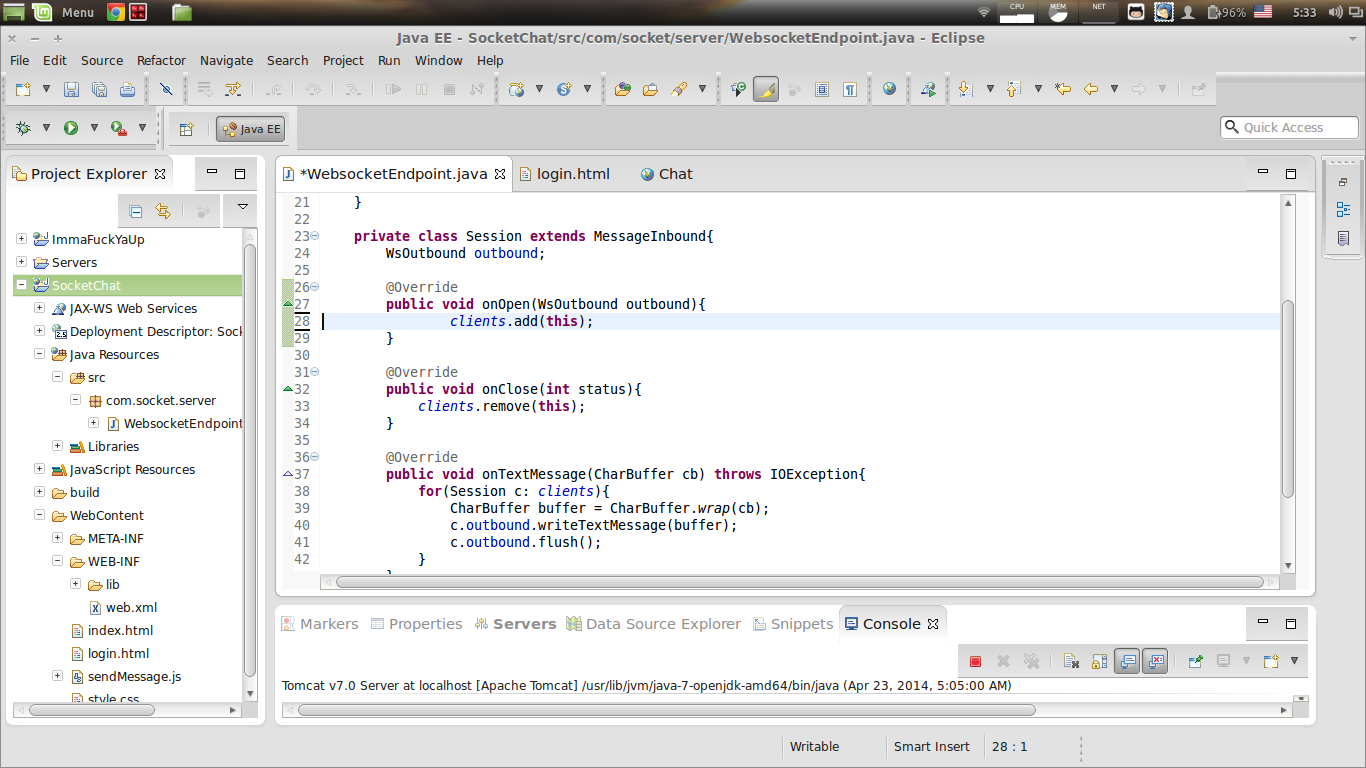 Menu
CPU
MEM
NET
96%
5:33
Java EE - SocketChat/src/com/socket/server/WebsocketEndpoint.java - Eclipse
File Edit Source Refactor Navigate Search Project Run Window Help
Java EE
Quick Access
Project Explorer
ImmaFuckYaUp
Servers
SocketChat
JAX-WS Web Services
Deployment Descriptor: Sock
Java Resources
src
com.socket.server
WebsocketEndpoint
Libraries
JavaScript Resources
build
WebContent
META-INF
WEB-INF
lib
web.xml
index.html
login.html
sendMessage.js
style.css
*WebsocketEndpoint.java login.html Chat
21 }
22
23 private class Session extends MessageInbound{
24 WsOutbound outbound;
25
26 @Override
27 public void onOpen(WsOutbound outbound){
28 clients.add(this);
29 }
30
31 @Override
32 public void onClose(int status){
33 clients.remove(this);
34 }
35
36 @Override
37 public void onTextMessage(CharBuffer cb) throws IOException{
38 for(Session c: clients){
39 CharBuffer buffer = CharBuffer.wrap(cb);
40 c.outbound.writeTextMessage(buffer);
41 c.outbound.flush();
42 }
Markers Properties Servers Data Source Explorer Snippets Console
Tomcat v7.0 Server at localhost [Apache Tomcat] /usr/lib/jvm/java-7-openjdk-amd64/bin/java (Apr 23, 2014, 5:05:00 AM)
Writable Smart Insert 28 : 1